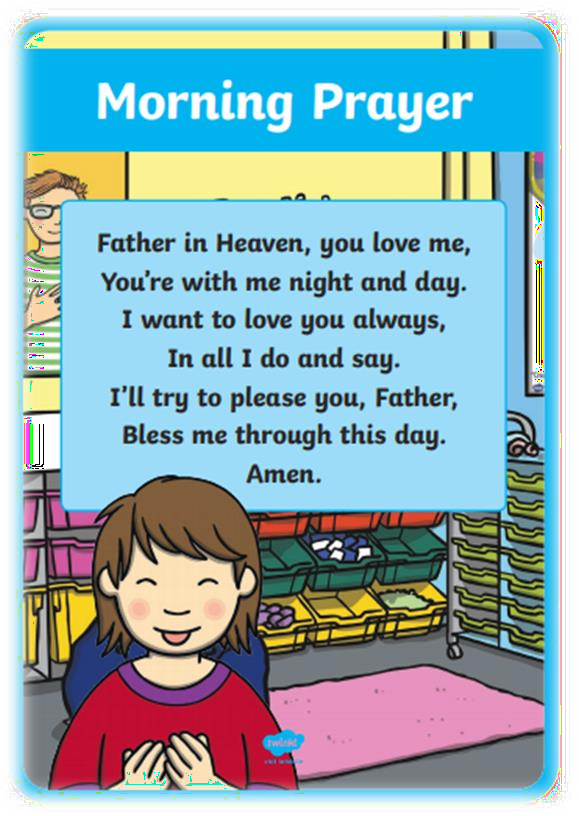 Morning Prayer
Father in Heaven, you love me,
You're with me night and day.
I want to love you always,
In all I do and say.
I'll try to please you, Father,
Bless me through this day.
Amen.
twinkl